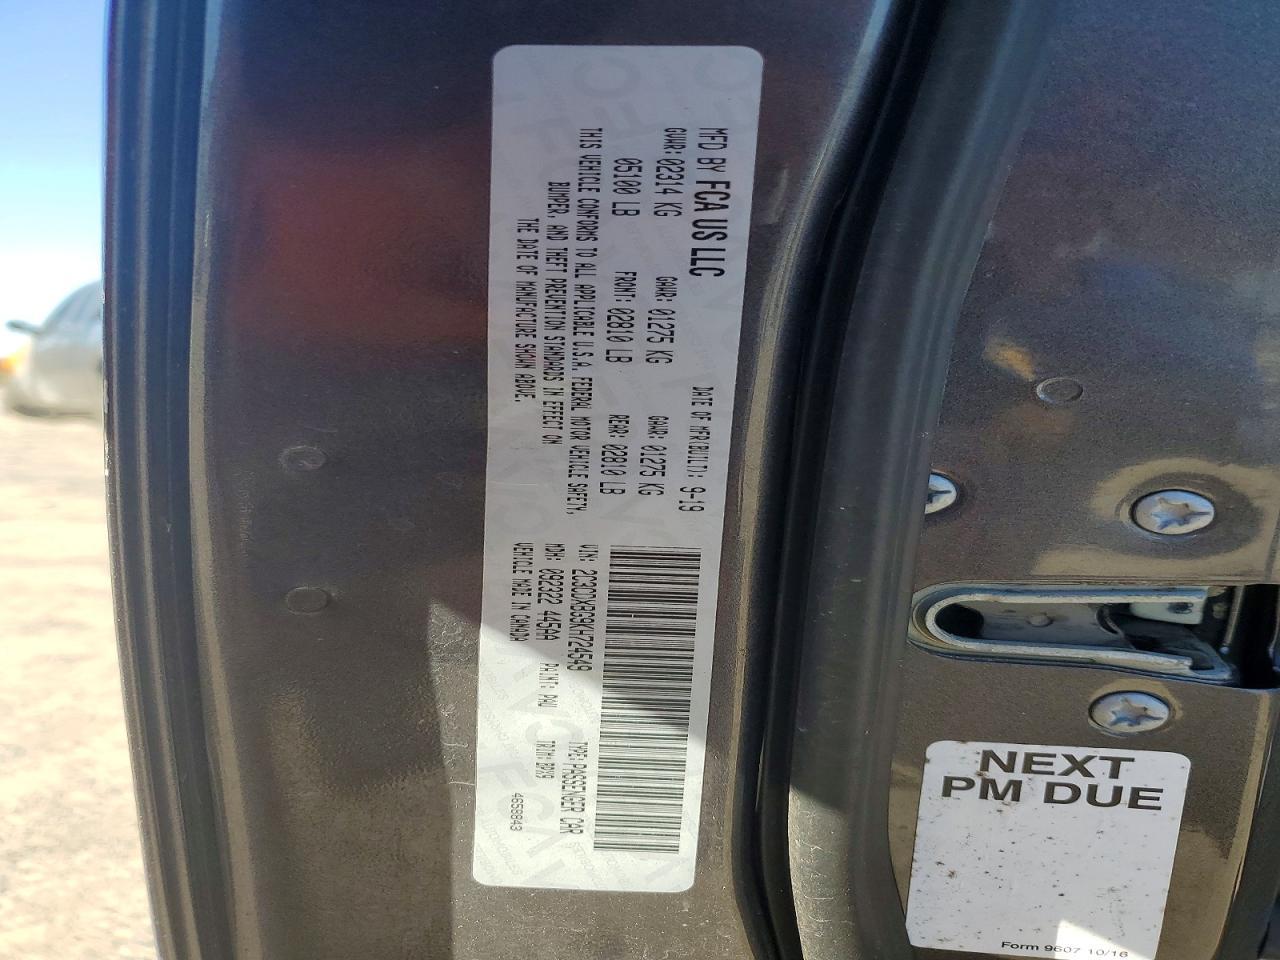 MFD BY FCA US LLC
DATE OF MFR(BUILT): 9-19
GVWR: 02314 KG
GAWR: 01275 KG
GAWR: 01275 KG
05100 LB
FRONT: 02810 LB
REAR: 02810 LB
THIS VEHICLE CONFORMS TO ALL APPLICABLE U.S.A. FEDERAL MOTOR VEHICLE SAFETY,
BUMPER, AND THEFT PREVENTION STANDARDS IN EFFECT ON
THE DATE OF MANUFACTURE SHOWN ABOVE.
VIN: 2C3CDXBG9KH724549
TYPE: PASSENGER CAR
MDH: 092322 445AA
PAINT: PAU
TRIM: BPX9
VEHICLE MADE IN CANADA
4658843
NEXT
PM DUE
Form 9607 10/16